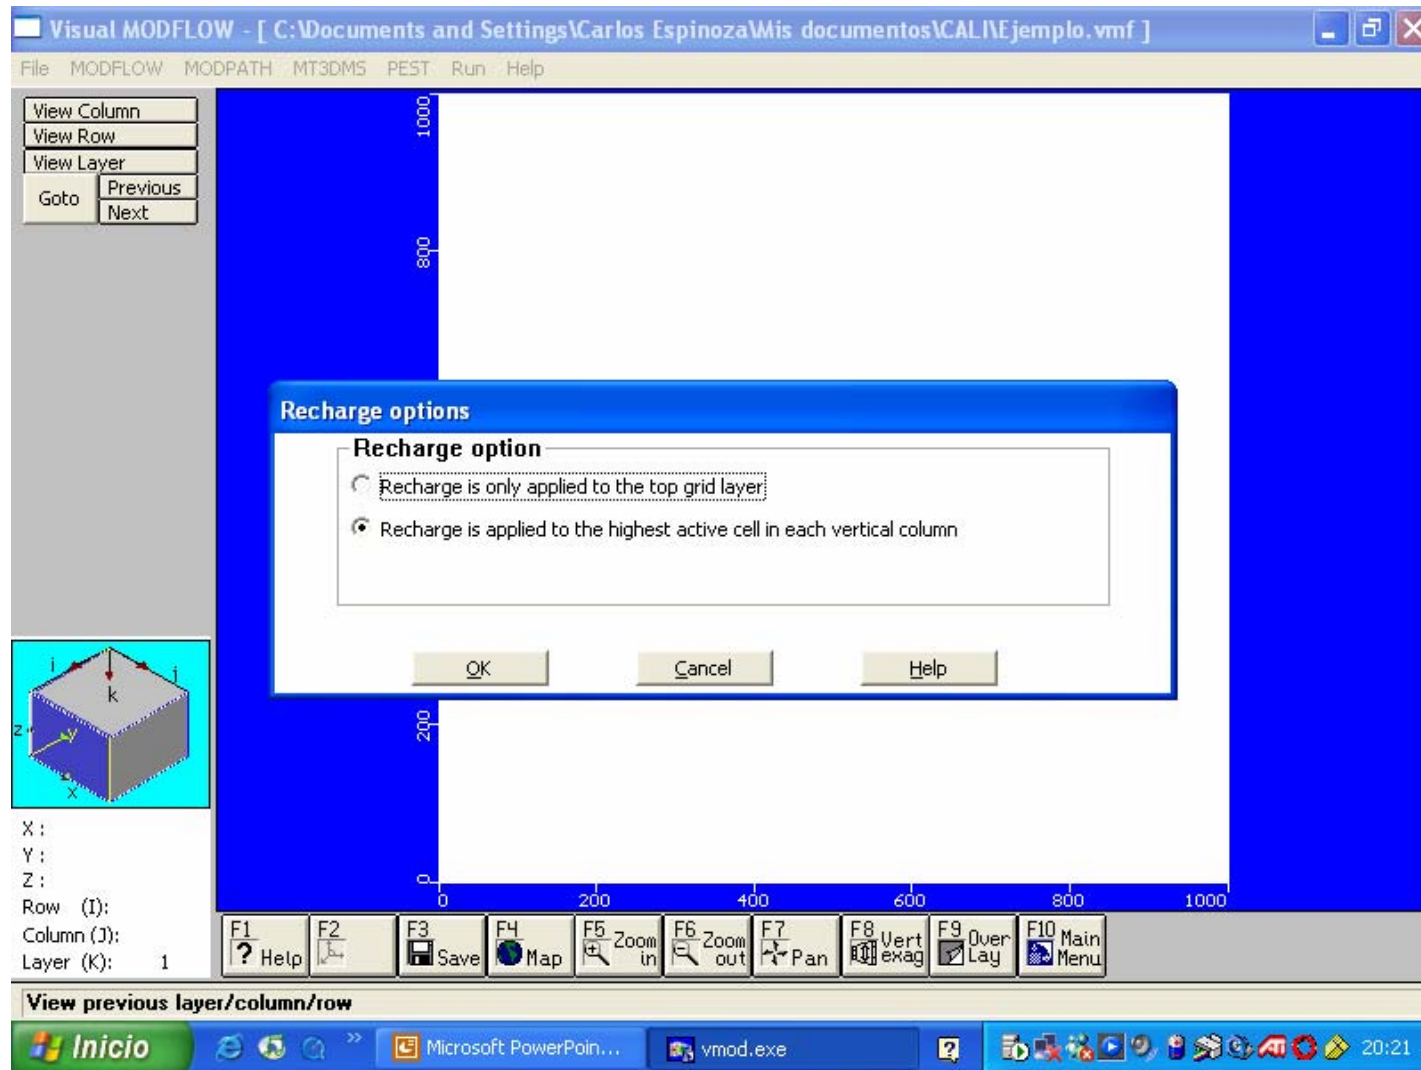 Visual MODFLOW - [ C:\Documents and Settings\Carlos Espinoza\Mis documentos\CALI\Ejemplo.vmf ]
File MODFLOW MODPATH MT3DMS PEST Run Help
View Column
View Row
View Layer
Goto
Previous
Next
1000
800
Recharge options
Recharge option
Recharge is only applied to the top grid layer
Recharge is applied to the highest active cell in each vertical column
OK Cancel Help
200
0
0 200 400 600 800 1000
i
j
k
z
y
x
X :
Y :
Z :
Row (I):
Column (J):
Layer (K): 1
F1 ? Help
F2
F3 Save
F4 Map
F5 Zoom in
F6 Zoom out
F7 Pan
F8 Vert exag
F9 Over Lay
F10 Main Menu
View previous layer/column/row
Inicio
»
Microsoft PowerPoin...
vmod.exe
?
ATI
20:21